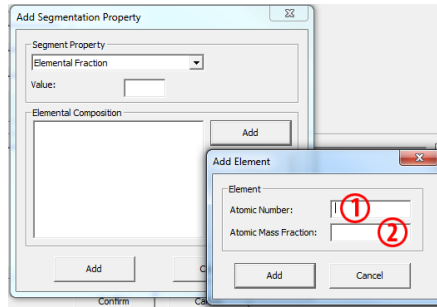 Add Segmentation Property
Segment Property
Elemental Fraction
Value:
Elemental Composition
Add
Add Element
Element
Atomic Number: ①
Atomic Mass Fraction: ②
Add
Add
Cancel
Confirm